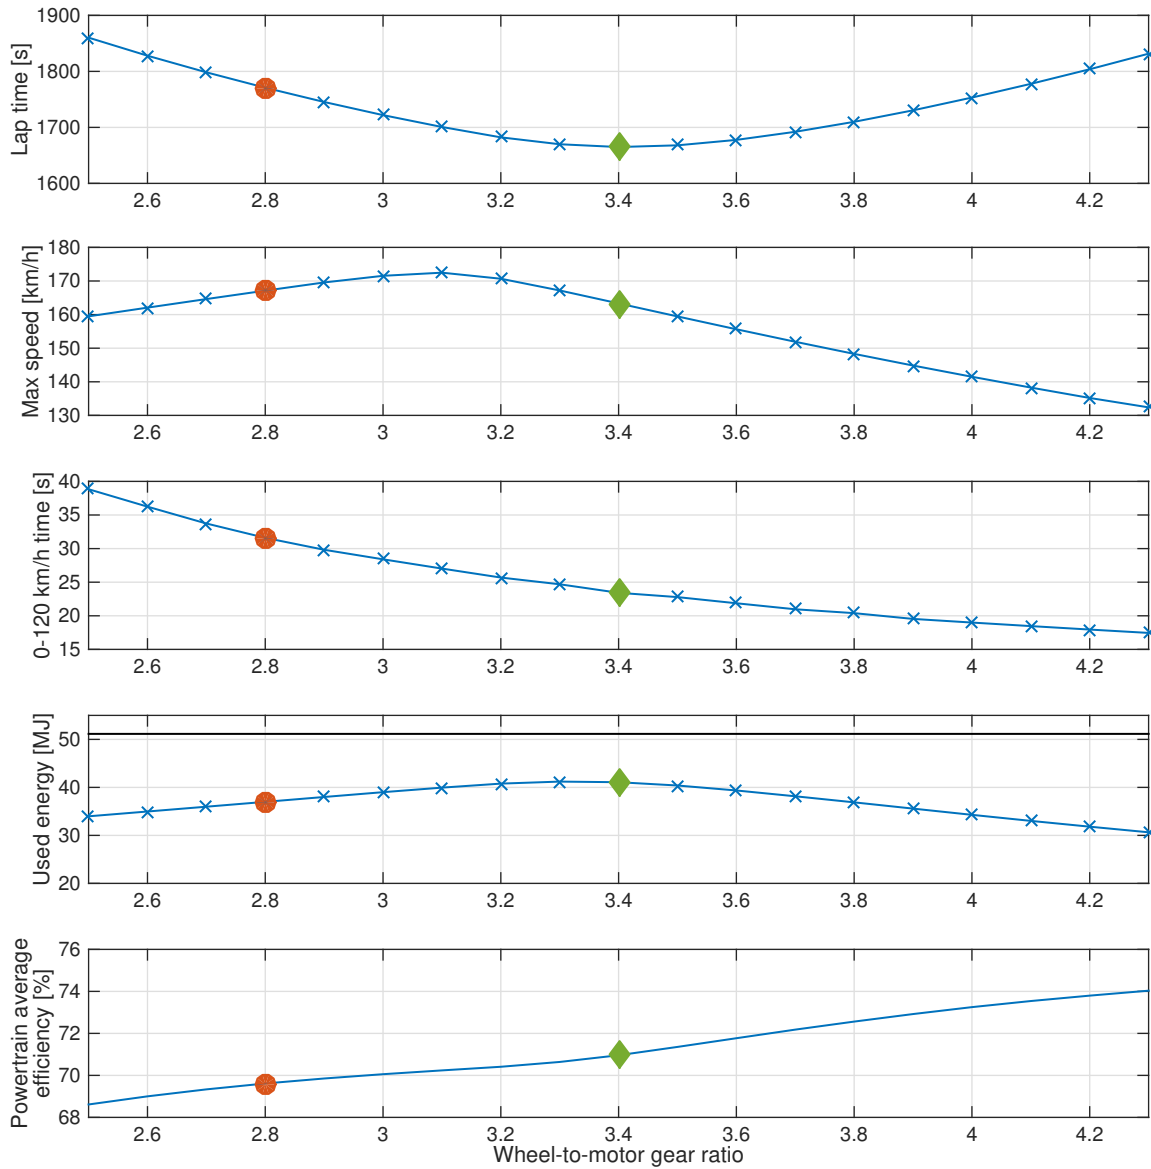 1900
1800
1700
1600
Lap time [s]
2.6 2.8 3 3.2 3.4 3.6 3.8 4 4.2
180
170
160
150
140
130
Max speed [km/h]
2.6 2.8 3 3.2 3.4 3.6 3.8 4 4.2
40
35
30
25
20
15
0-120 km/h time [s]
2.6 2.8 3 3.2 3.4 3.6 3.8 4 4.2
50
40
30
20
Used energy [MJ]
2.6 2.8 3 3.2 3.4 3.6 3.8 4 4.2
76
74
72
70
68
Powertrain average
efficiency [%]
2.6 2.8 3 3.2 3.4 3.6 3.8 4 4.2
Wheel-to-motor gear ratio